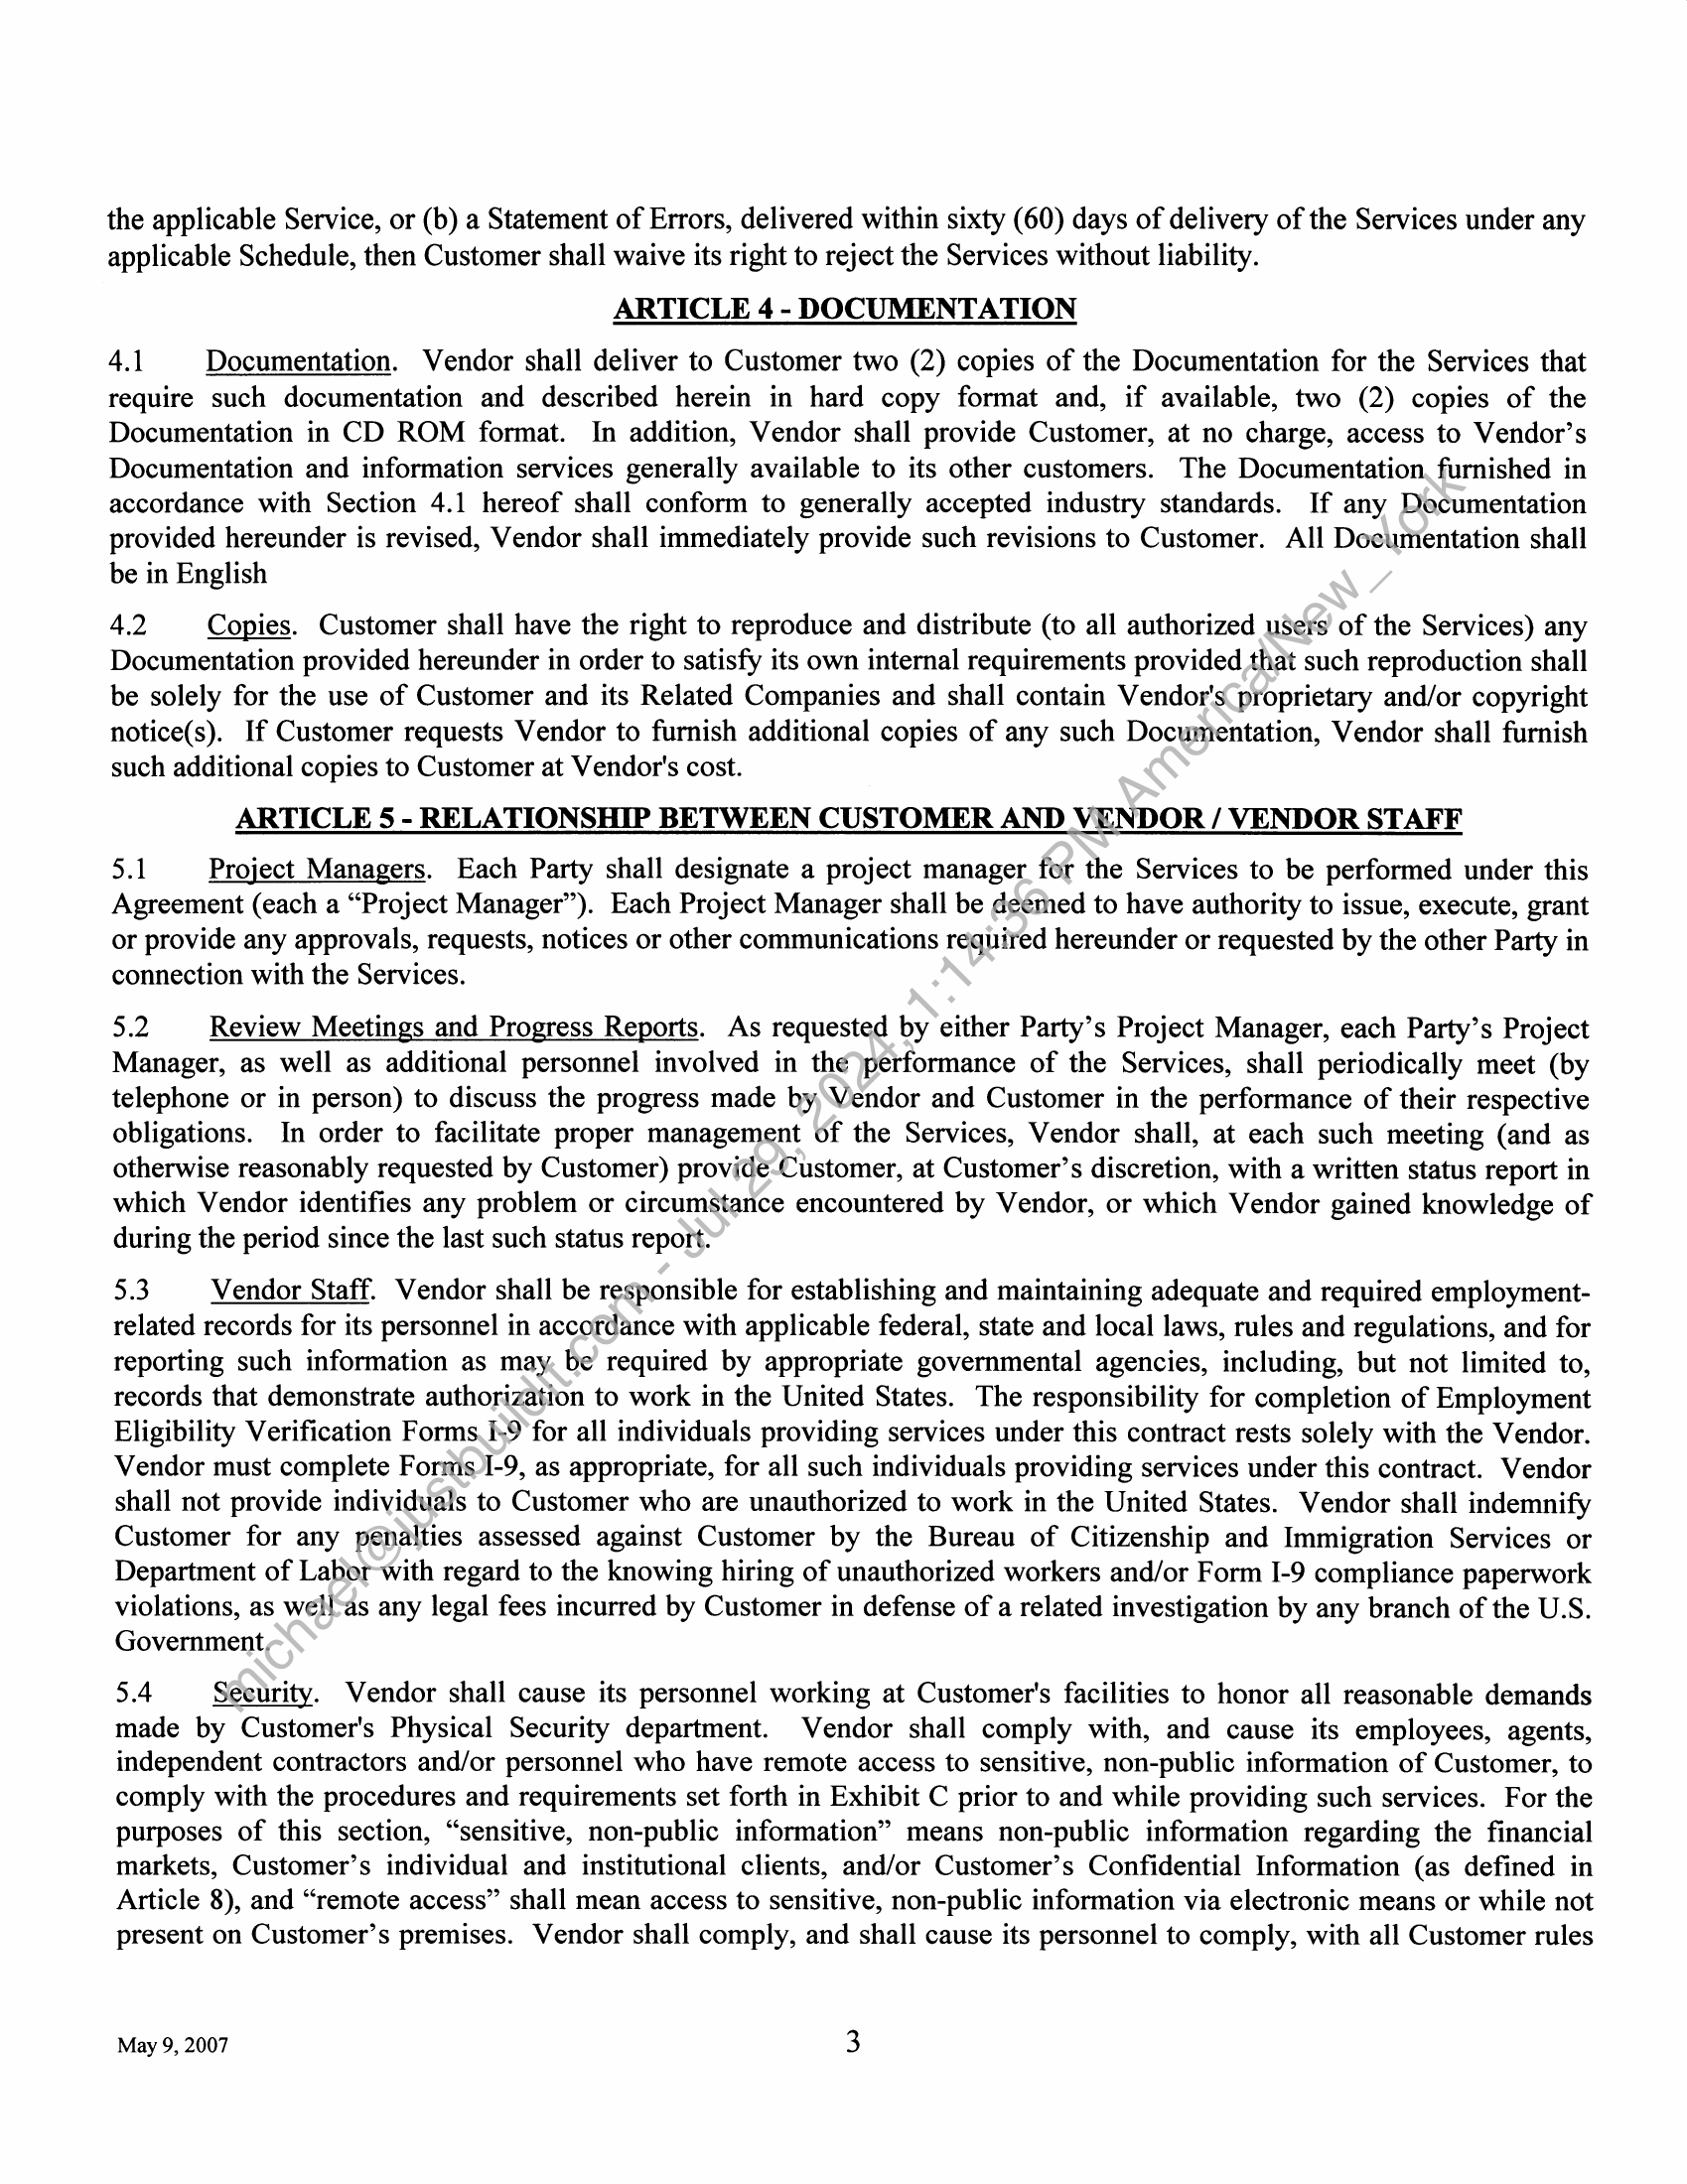 the applicable Service, or (b) a Statement of Errors, delivered within sixty (60) days of delivery of the Services under any
applicable Schedule, then Customer shall waive its right to reject the Services without liability.
ARTICLE 4 - DOCUMENTATION
4.1 Documentation. Vendor shall deliver to Customer two (2) copies of the Documentation for the Services that
require such documentation and described herein in hard copy format and, if available, two (2) copies of the
Documentation in CD ROM format. In addition, Vendor shall provide Customer, at no charge, access to Vendor’s
Documentation and information services generally available to its other customers. The Documentation furnished in
accordance with Section 4.1 hereof shall conform to generally accepted industry standards. If any Documentation
provided hereunder is revised, Vendor shall immediately provide such revisions to Customer. All Documentation shall
be in English
4.2 Copies. Customer shall have the right to reproduce and distribute (to all authorized users of the Services) any
Documentation provided hereunder in order to satisfy its own internal requirements provided that such reproduction shall
be solely for the use of Customer and its Related Companies and shall contain Vendor's proprietary and/or copyright
notice(s). If Customer requests Vendor to furnish additional copies of any such Documentation, Vendor shall furnish
such additional copies to Customer at Vendor's cost.
ARTICLE 5 - RELATIONSHIP BETWEEN CUSTOMER AND VENDOR / VENDOR STAFF
5.1 Project Managers. Each Party shall designate a project manager for the Services to be performed under this
Agreement (each a “Project Manager”). Each Project Manager shall be deemed to have authority to issue, execute, grant
or provide any approvals, requests, notices or other communications required hereunder or requested by the other Party in
connection with the Services.
5.2 Review Meetings and Progress Reports. As requested by either Party’s Project Manager, each Party’s Project
Manager, as well as additional personnel involved in the performance of the Services, shall periodically meet (by
telephone or in person) to discuss the progress made by Vendor and Customer in the performance of their respective
obligations. In order to facilitate proper management of the Services, Vendor shall, at each such meeting (and as
otherwise reasonably requested by Customer) provide Customer, at Customer’s discretion, with a written status report in
which Vendor identifies any problem or circumstance encountered by Vendor, or which Vendor gained knowledge of
during the period since the last such status report.
5.3 Vendor Staff. Vendor shall be responsible for establishing and maintaining adequate and required employment-
related records for its personnel in accordance with applicable federal, state and local laws, rules and regulations, and for
reporting such information as may be required by appropriate governmental agencies, including, but not limited to,
records that demonstrate authorization to work in the United States. The responsibility for completion of Employment
Eligibility Verification Forms I-9 for all individuals providing services under this contract rests solely with the Vendor.
Vendor must complete Forms I-9, as appropriate, for all such individuals providing services under this contract. Vendor
shall not provide individuals to Customer who are unauthorized to work in the United States. Vendor shall indemnify
Customer for any penalties assessed against Customer by the Bureau of Citizenship and Immigration Services or
Department of Labor with regard to the knowing hiring of unauthorized workers and/or Form I-9 compliance paperwork
violations, as well as any legal fees incurred by Customer in defense of a related investigation by any branch of the U.S.
Government.
5.4 Security. Vendor shall cause its personnel working at Customer's facilities to honor all reasonable demands
made by Customer's Physical Security department. Vendor shall comply with, and cause its employees, agents,
independent contractors and/or personnel who have remote access to sensitive, non-public information of Customer, to
comply with the procedures and requirements set forth in Exhibit C prior to and while providing such services. For the
purposes of this section, “sensitive, non-public information” means non-public information regarding the financial
markets, Customer’s individual and institutional clients, and/or Customer’s Confidential Information (as defined in
Article 8), and “remote access” shall mean access to sensitive, non-public information via electronic means or while not
present on Customer’s premises. Vendor shall comply, and shall cause its personnel to comply, with all Customer rules
May 9, 2007
3
michael@justbuildit.com - Jul 29, 2024, 1:14:36 PM America/New_York